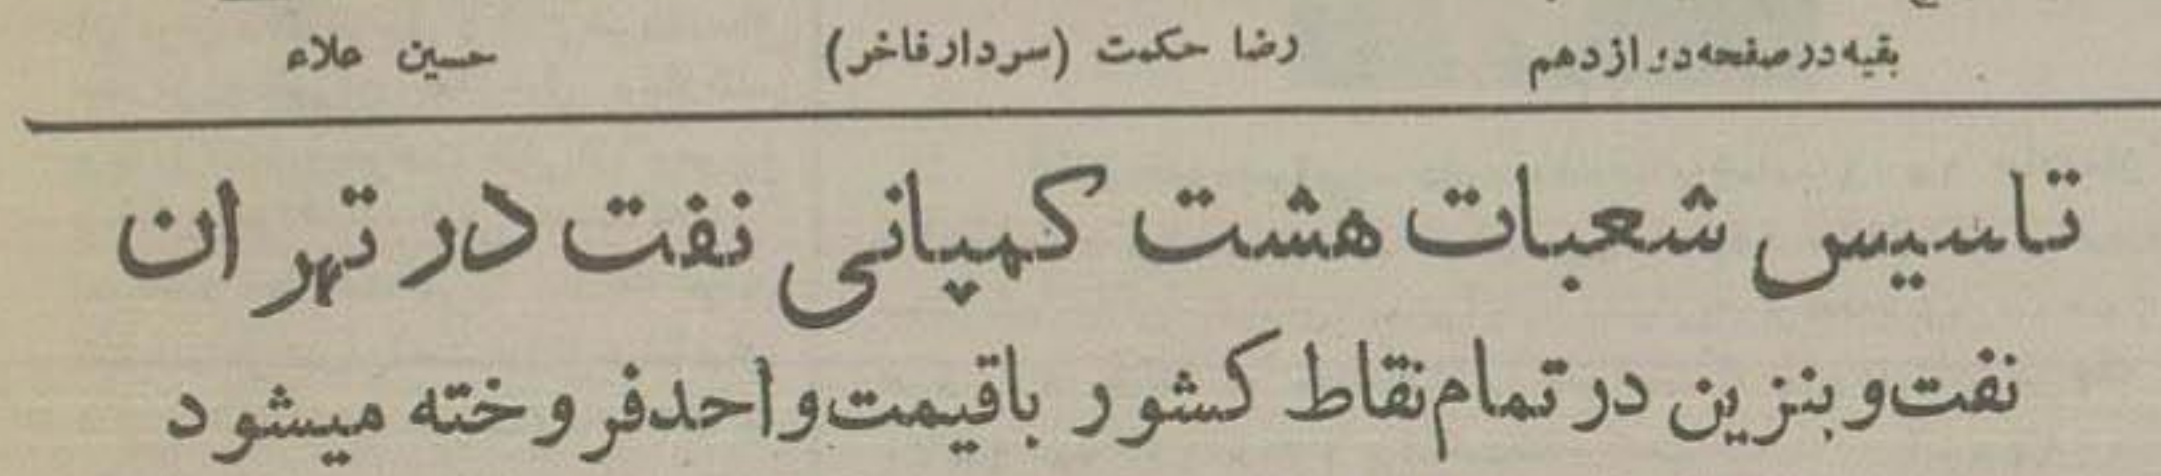 بقیه در صفحه دوازدهم رضا حکمت (سردار فاخر) حسین علاء
تاسیس شعبات هشت کمپانی نفت در تهران
نفت و بنزین در تمام نقاط کشور با قیمت واحد فروخته میشود